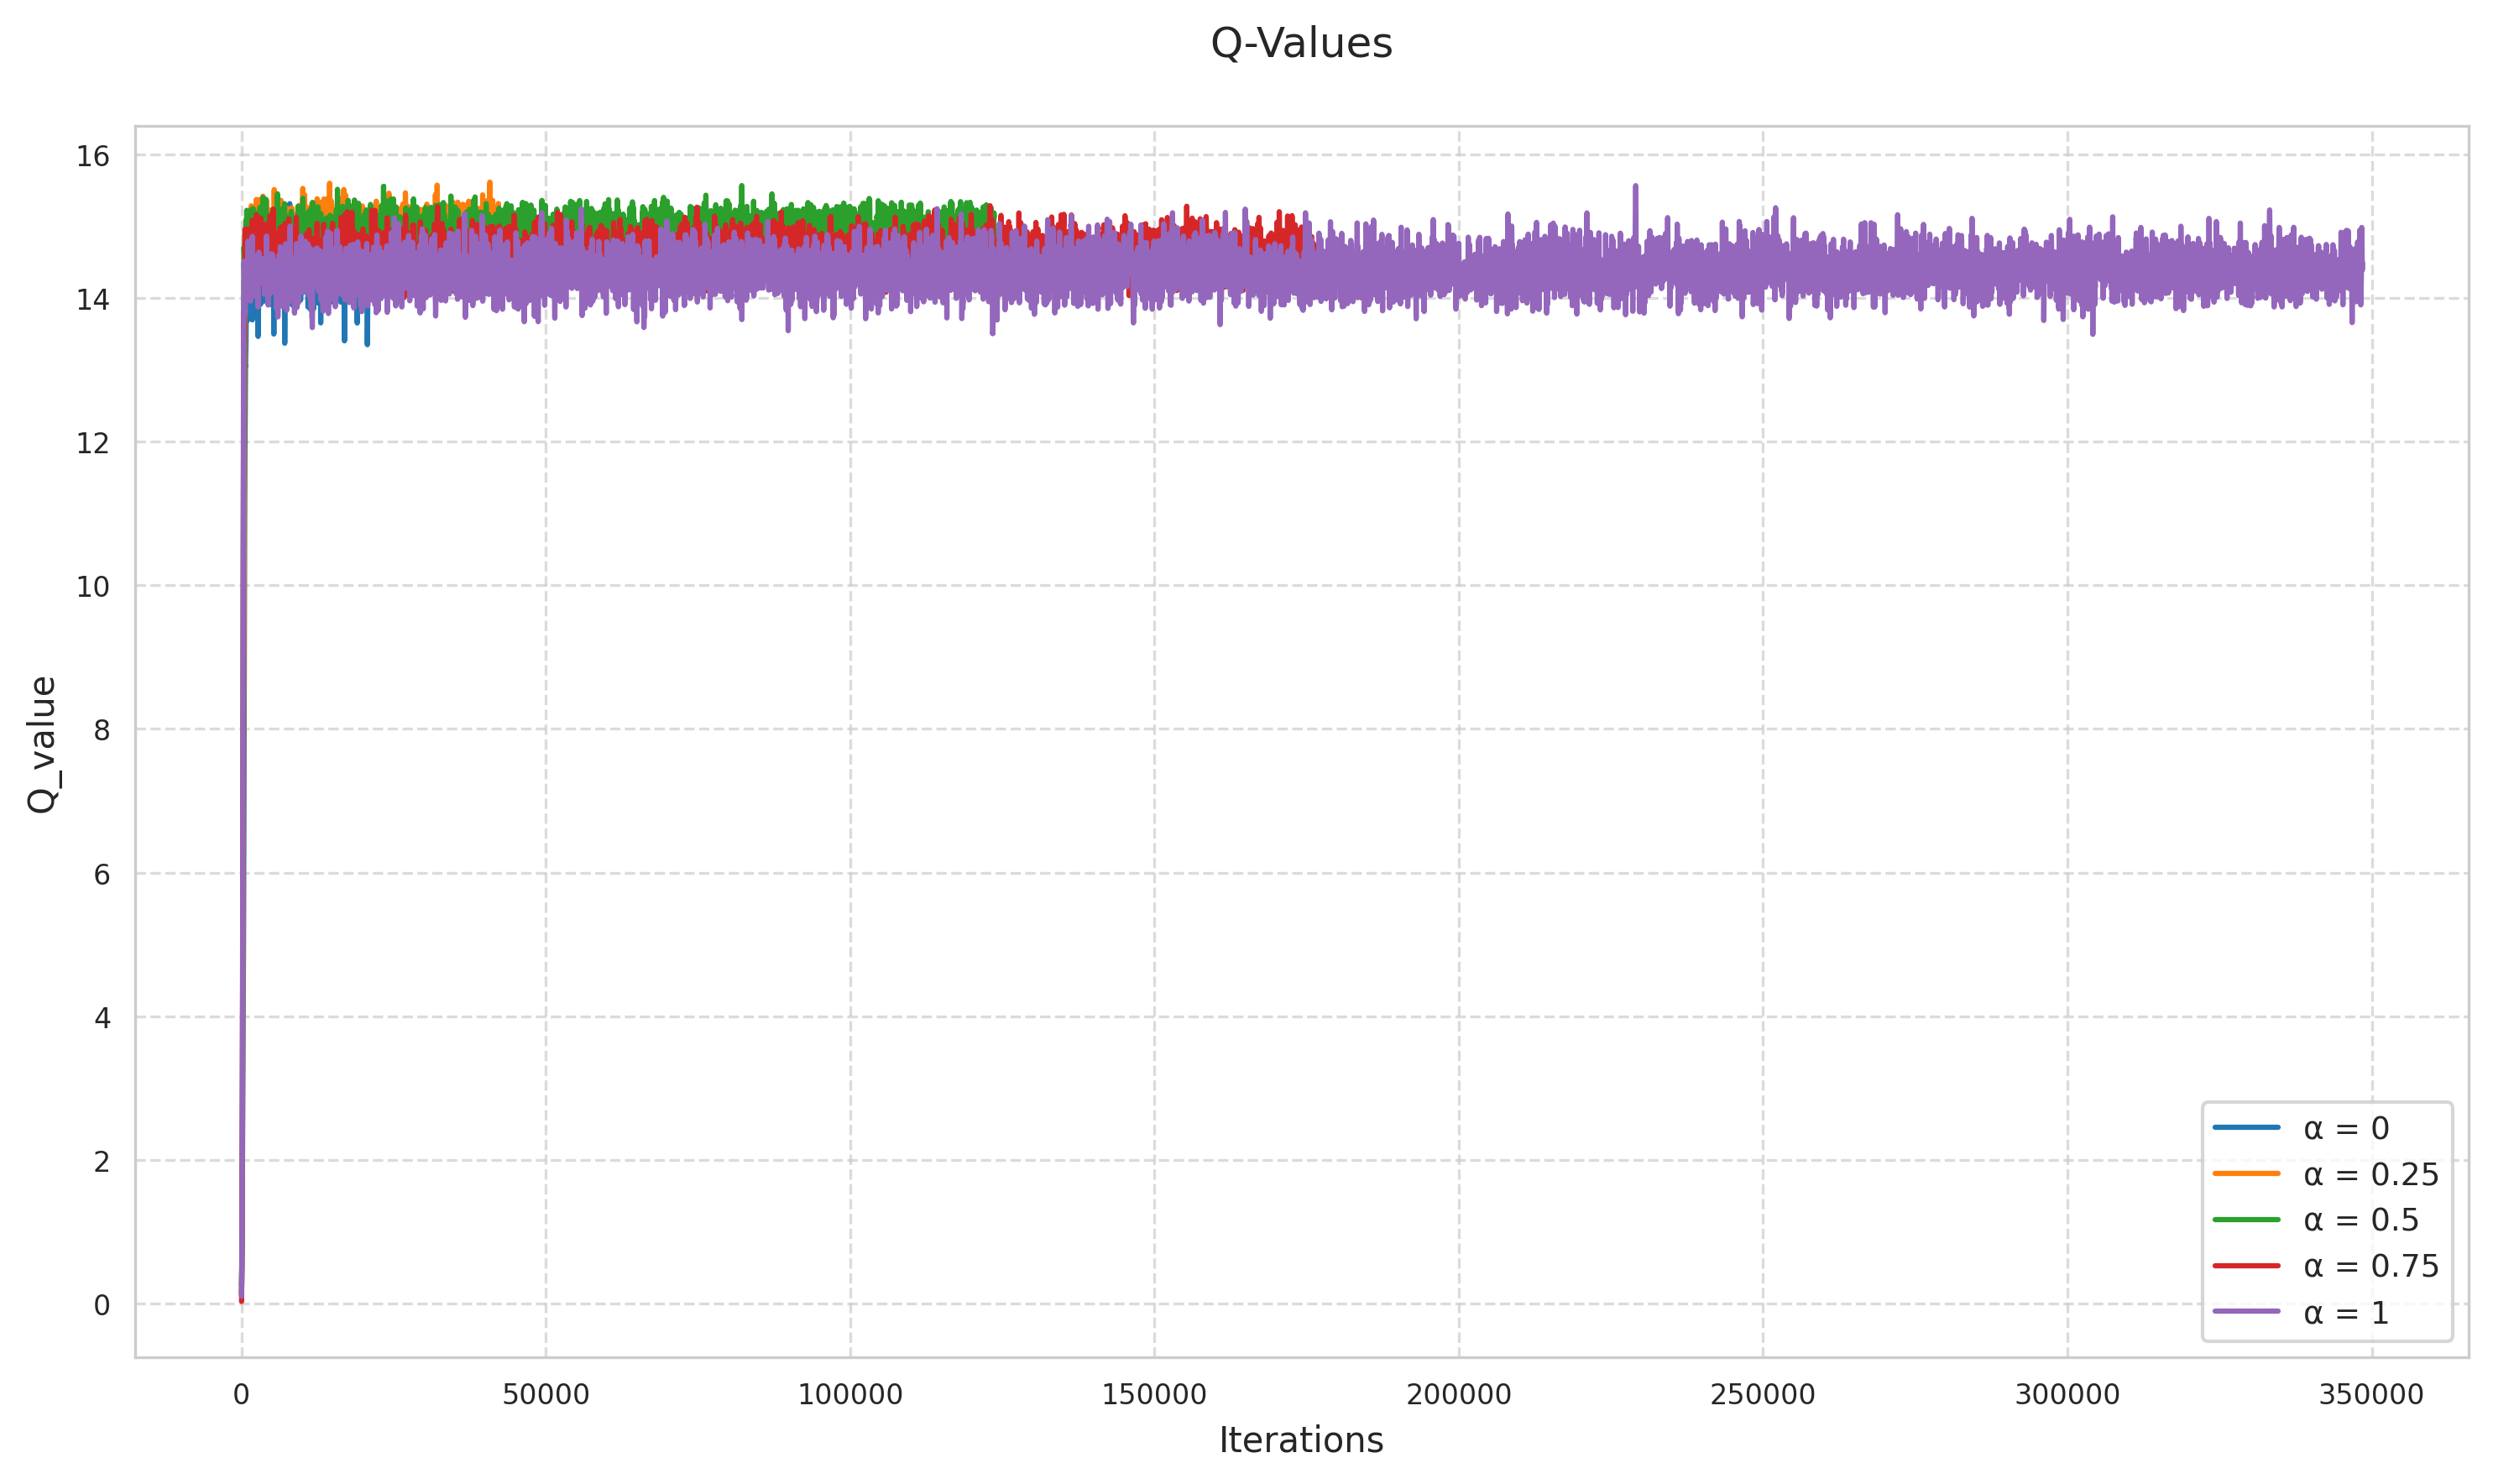 Q-Values
16
14
12
10
8
6
4
2
0
Q_value
0 50000 100000 150000 200000 250000 300000 350000
Iterations
α = 0
α = 0.25
α = 0.5
α = 0.75
α = 1